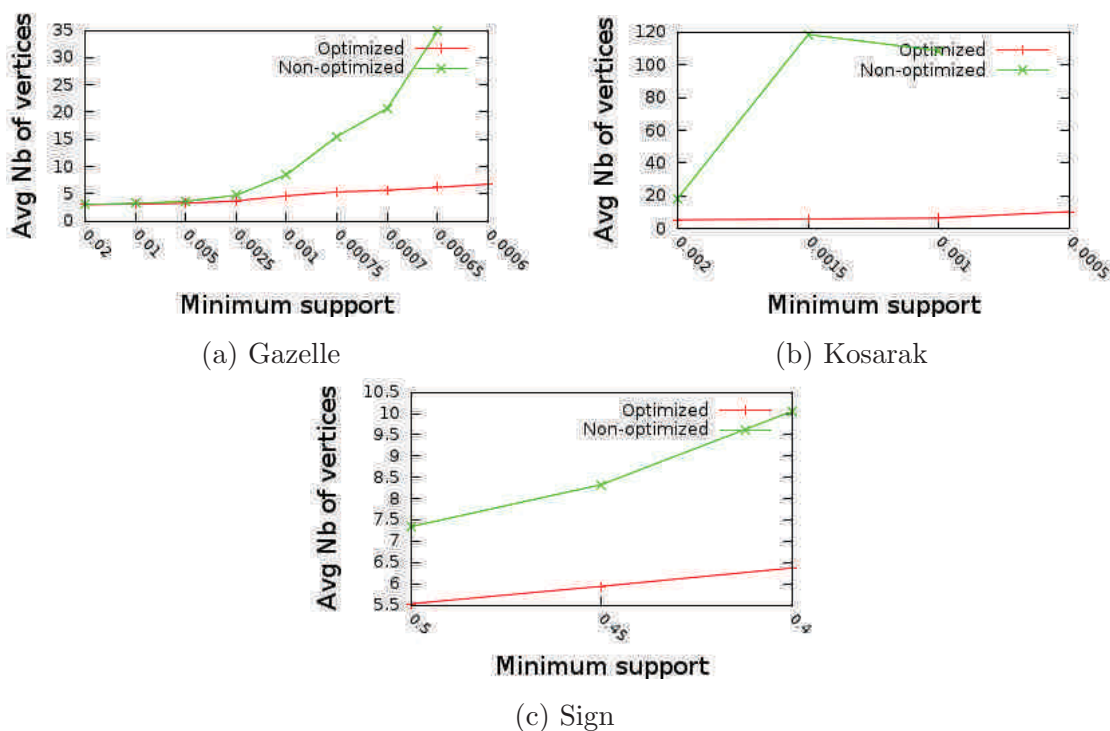 Avg Nb of vertices
35
30
25
20
15
10
5
0
Optimized
Non-optimized
0.02
0.01
0.005
0.0025
0.001
0.00075
0.0007
0.00065
0.0006
Minimum support
(a) Gazelle
Avg Nb of vertices
120
100
80
60
40
20
0
Optimized
Non-optimized
0.002
0.0015
0.001
0.0005
Minimum support
(b) Kosarak
Avg Nb of vertices
10.5
10
9.5
9
8.5
8
7.5
7
6.5
6
5.5
Optimized
Non-optimized
0.5
0.45
0.4
Minimum support
(c) Sign